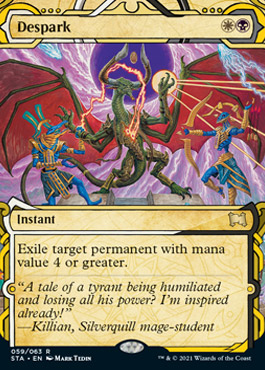 Despark
Instant
Exile target permanent with mana
value 4 or greater.
“A tale of a tyrant being humiliated
and losing all his power? I’m inspired
already!”
—Killian, Silverquill mage-student
059/063 R
STA • EN Mark Tedin
™ & © 2021 Wizards of the Coast